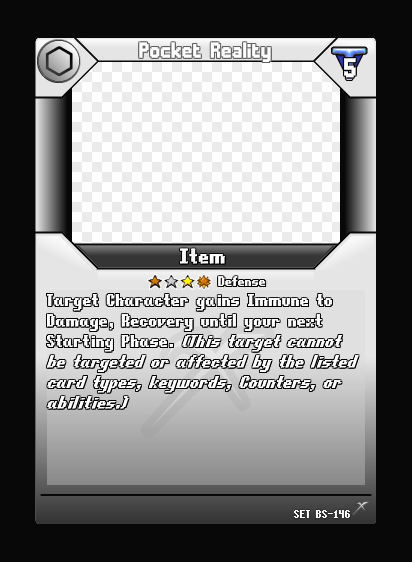 Pocket Reality
5
Item
Defense
Target Character gains Immune to
Damage, Recovery until your next
Starting Phase. (This target cannot
be targeted or affected by the listed
card types, keywords, Counters, or
abilities.)
SET BS-146